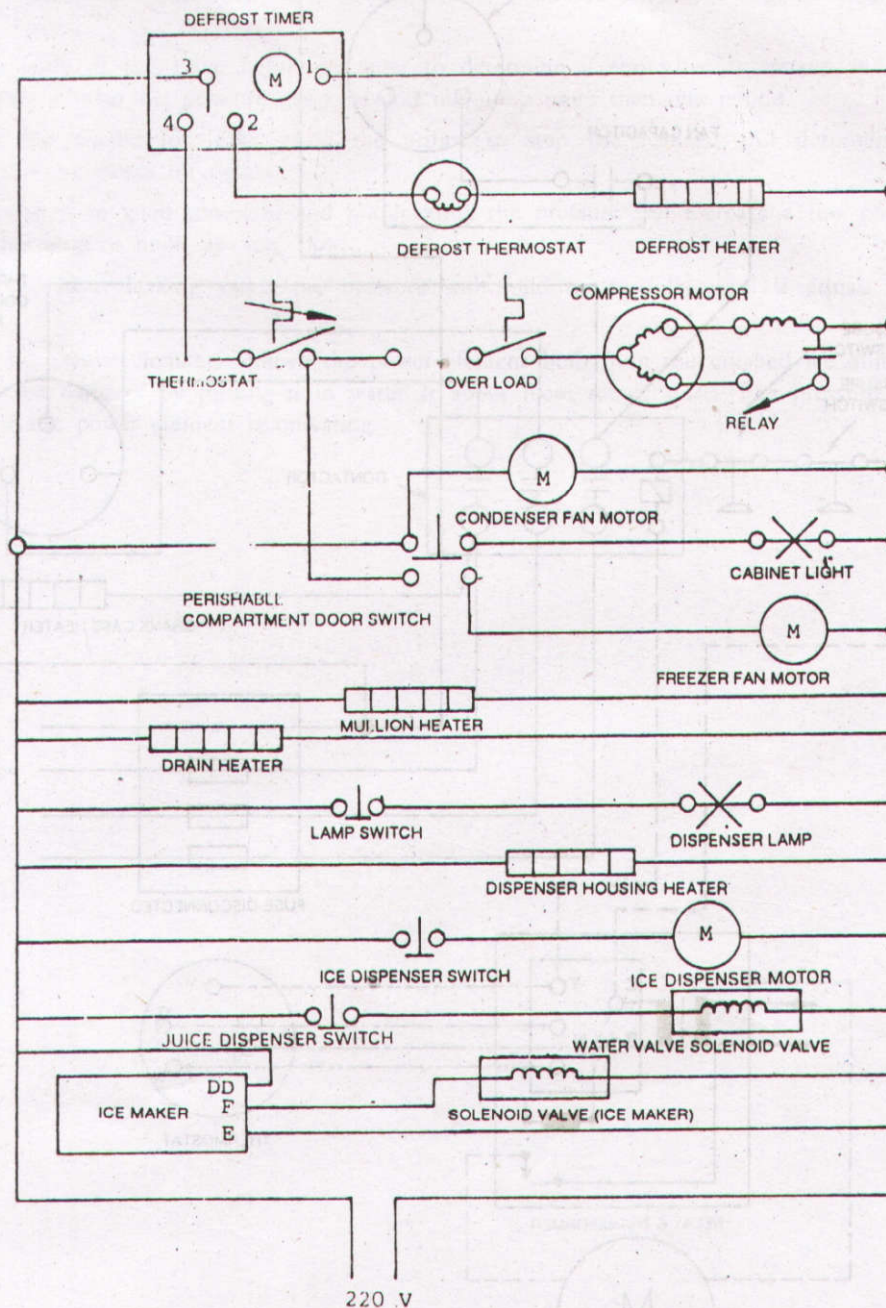 DEFROST TIMER
3
M
1
4
2
DEFROST THERMOSTAT
DEFROST HEATER
COMPRESSOR MOTOR
THERMOSTAT
OVER LOAD
RELAY
M
CONDENSER FAN MOTOR
CABINET LIGHT
PERISHABLE
COMPARTMENT DOOR SWITCH
M
FREEZER FAN MOTOR
MULLION HEATER
DRAIN HEATER
LAMP SWITCH
DISPENSER LAMP
DISPENSER HOUSING HEATER
M
ICE DISPENSER SWITCH
ICE DISPENSER MOTOR
JUICE DISPENSER SWITCH
WATER VALVE SOLENOID VALVE
DD
ICE MAKER
F
SOLENOID VALVE (ICE MAKER)
E
220 V